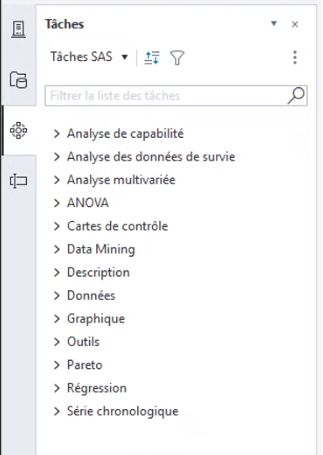 Tâches
Tâches SAS
Filtrer la liste des tâches
Analyse de capabilité
Analyse des données de survie
Analyse multivariée
ANOVA
Cartes de contrôle
Data Mining
Description
Données
Graphique
Outils
Pareto
Régression
Série chronologique